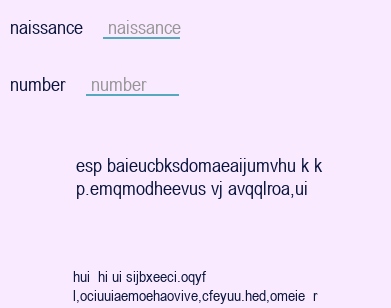 naissance naissance
number number
esp baieucbksdomaeaijumvhu k k
p.emqmodheevus vj avqqlroa,ui
hui hi ui sijbxeeci.oqyf
l,ociuuiaemoehaovive,cfeyuu.hed,omeie r